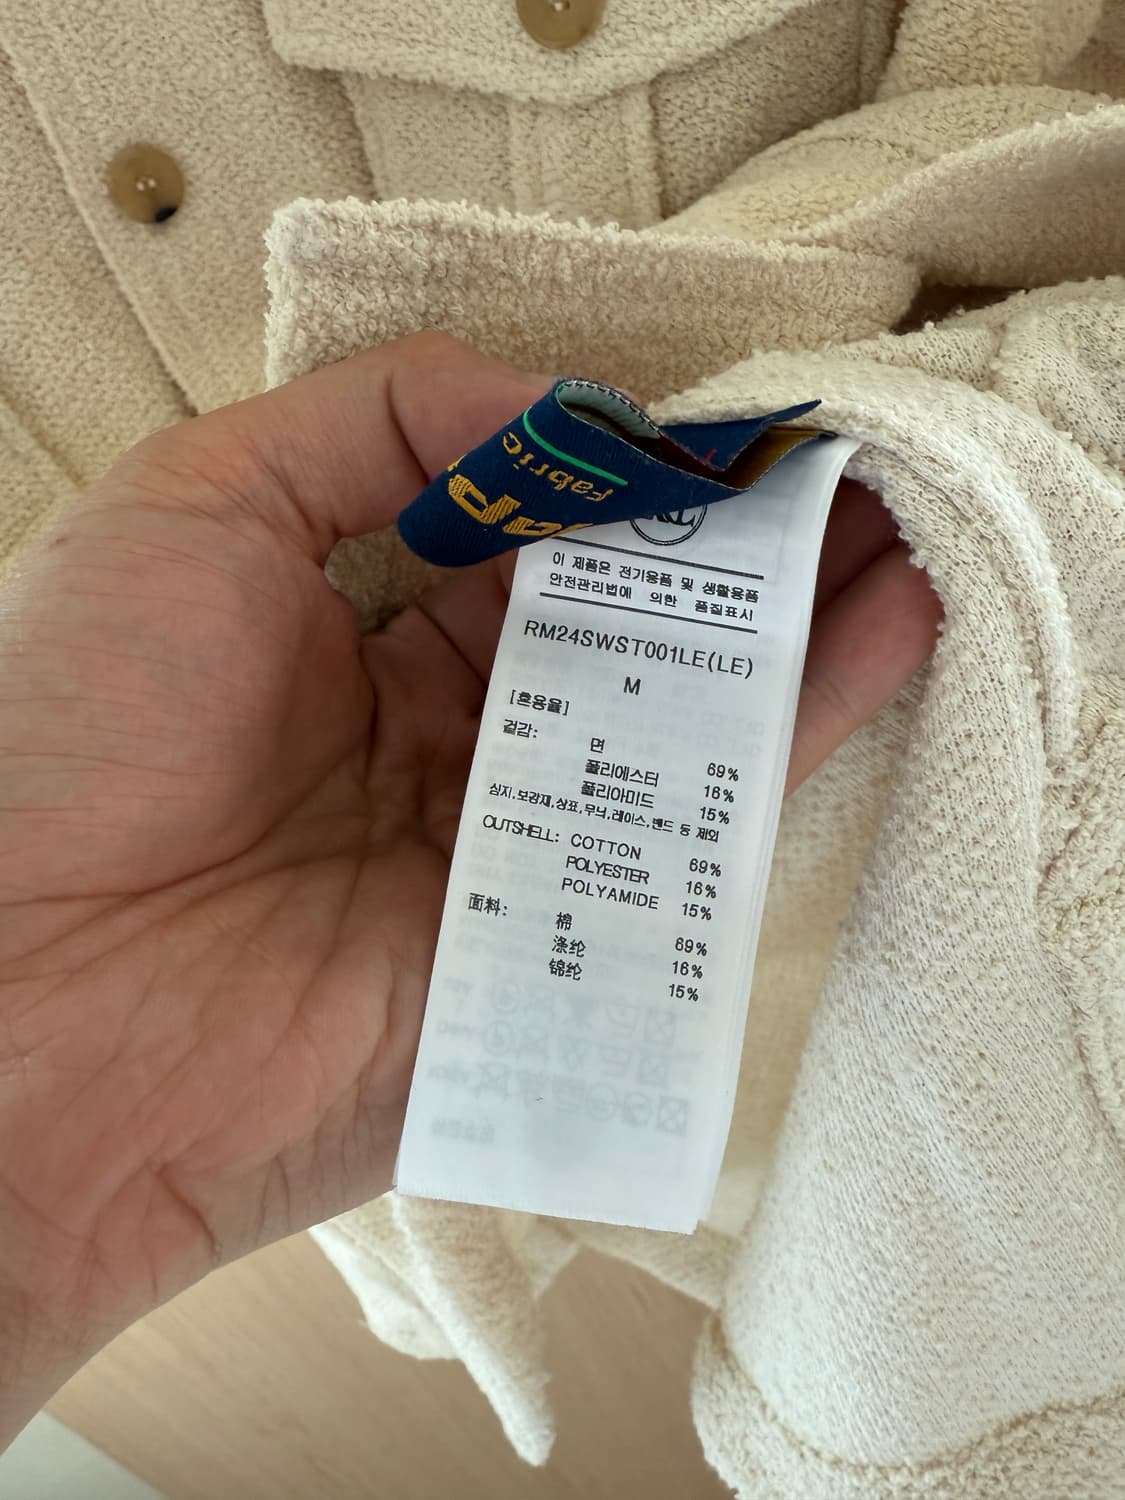 Fabric
이 제품은 전기용품 및 생활용품
안전관리법에 의한 품질표시
RM24SWST001LE(LE)
M
[혼용율]
겉감: 면 69%
폴리에스터 16%
폴리아미드 15%
심지,보강재,상표,무늬,레이스,밴드 등 제외
OUTSHELL: COTTON 69%
POLYESTER 16%
POLYAMIDE 15%
面料: 棉 69%
涤纶 16%
锦纶 15%